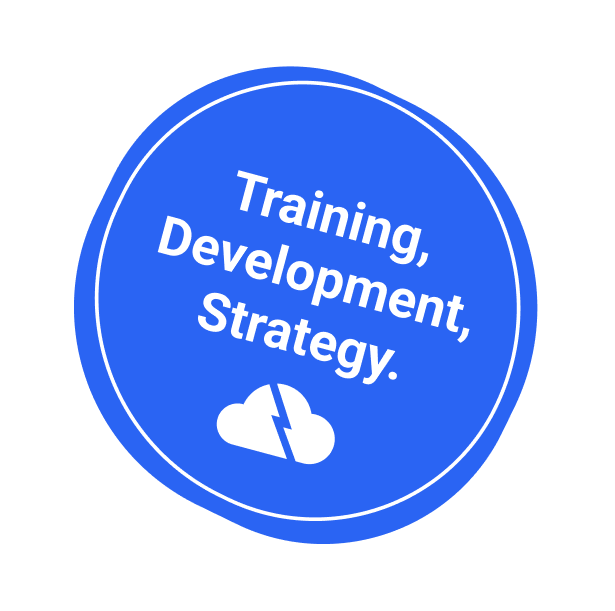 Training,
Development,
Strategy.